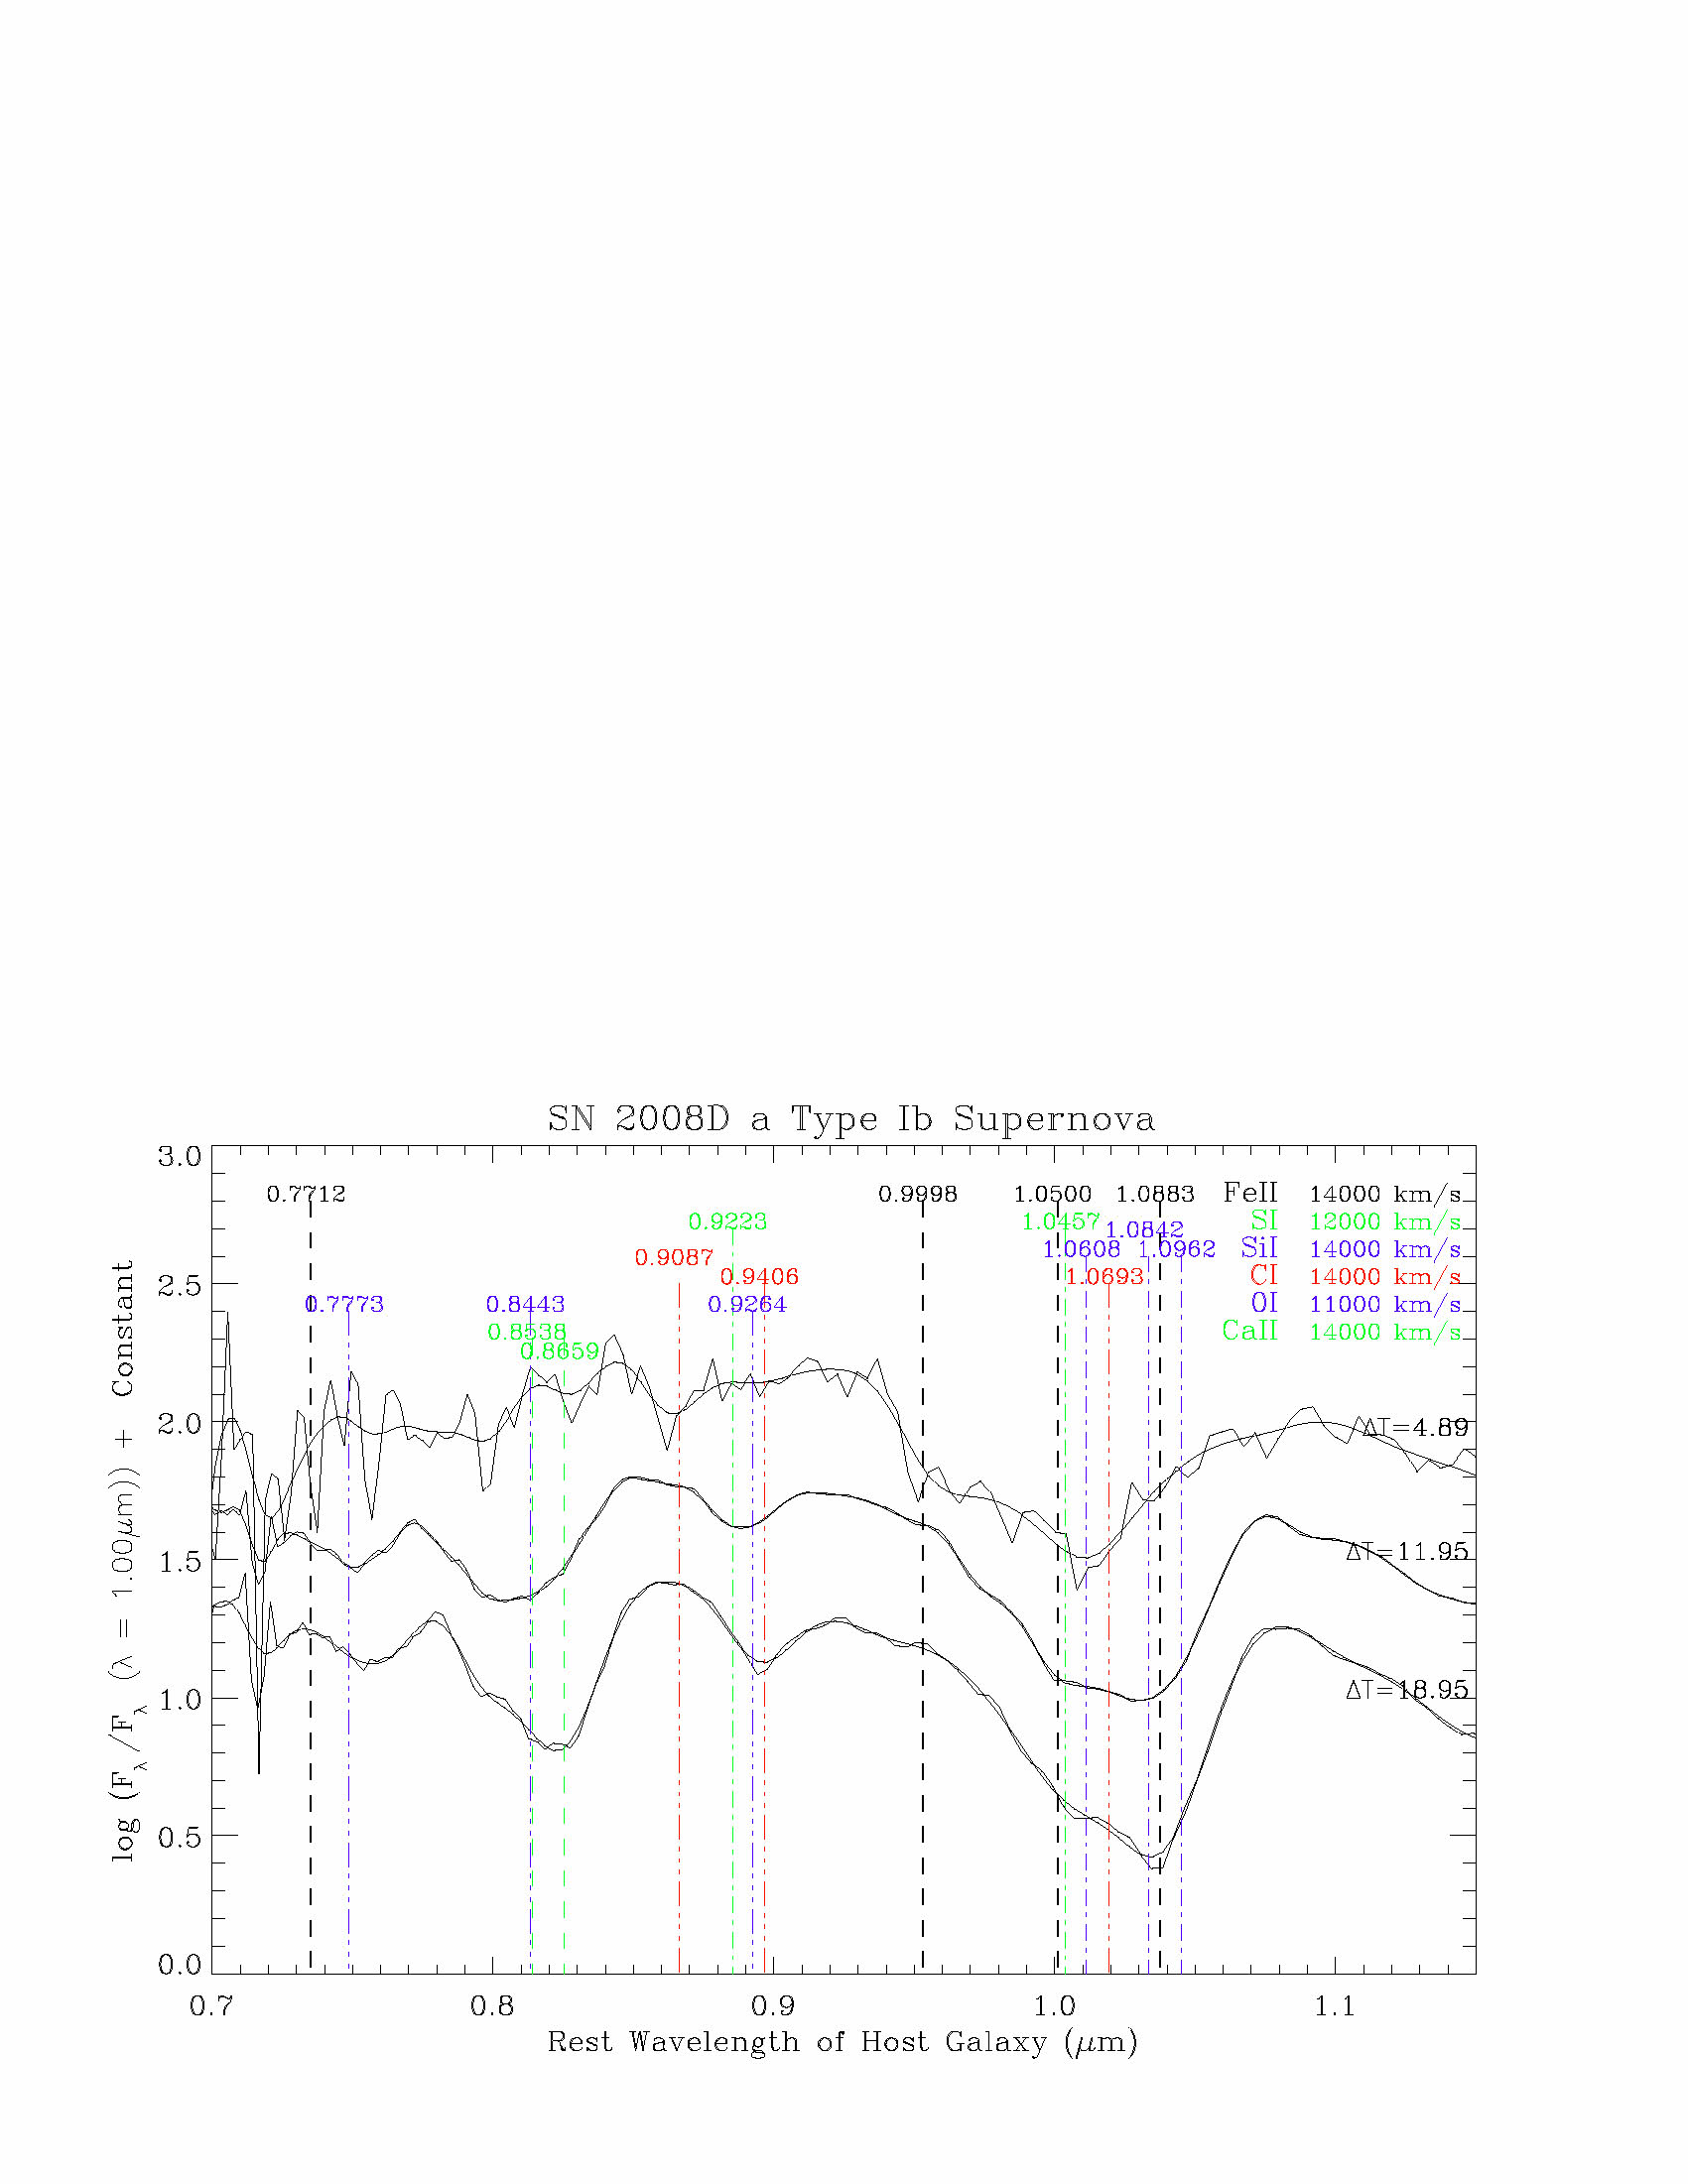 SN 2008D a Type Ib Supernova
3.0
0.7712 0.9998 1.0500 1.0883 FeII 14000 km/s
0.9223 1.0457 SI 12000 km/s
1.0842
1.0608 1.0962 SiI 14000 km/s
0.9087
0.9406 1.0693 CI 14000 km/s
2.5
0.7773 0.8443 0.9264 OI 11000 km/s
0.8538 CaII 14000 km/s
0.8659
2.0
ΔT=4.89
1.5
ΔT=11.95
1.0
ΔT=18.95
0.5
0.0
log (Fλ/Fλ (λ = 1.00μm)) + Constant
0.7 0.8 0.9 1.0 1.1
Rest Wavelength of Host Galaxy (μm)